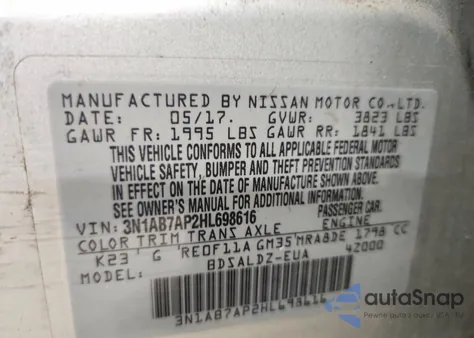 MANUFACTURED BY NISSAN MOTOR CO.,LTD.
DATE: 05/17. GVWR: 3823 LBS
GAWR FR: 1995 LBS GAWR RR: 1841 LBS
THIS VEHICLE CONFORMS TO ALL APPLICABLE FEDERAL MOTOR
VEHICLE SAFETY, BUMPER AND THEFT PREVENTION STANDARDS
IN EFFECT ON THE DATE OF MANUFACTURE SHOWN ABOVE.
SEE OWNER'S MANUAL FOR ADDITIONAL INFORMATION.
VIN: 3N1AB7AP2HL698616 PASSENGER CAR.
COLOR TRIM TRANS AXLE ENGINE
K23 G RE0F11A GM35 MRA8DE 1798 CC
MODEL: BDSALDZ-EUA 42000
3N1AB7AP2HL698616
autoSnap